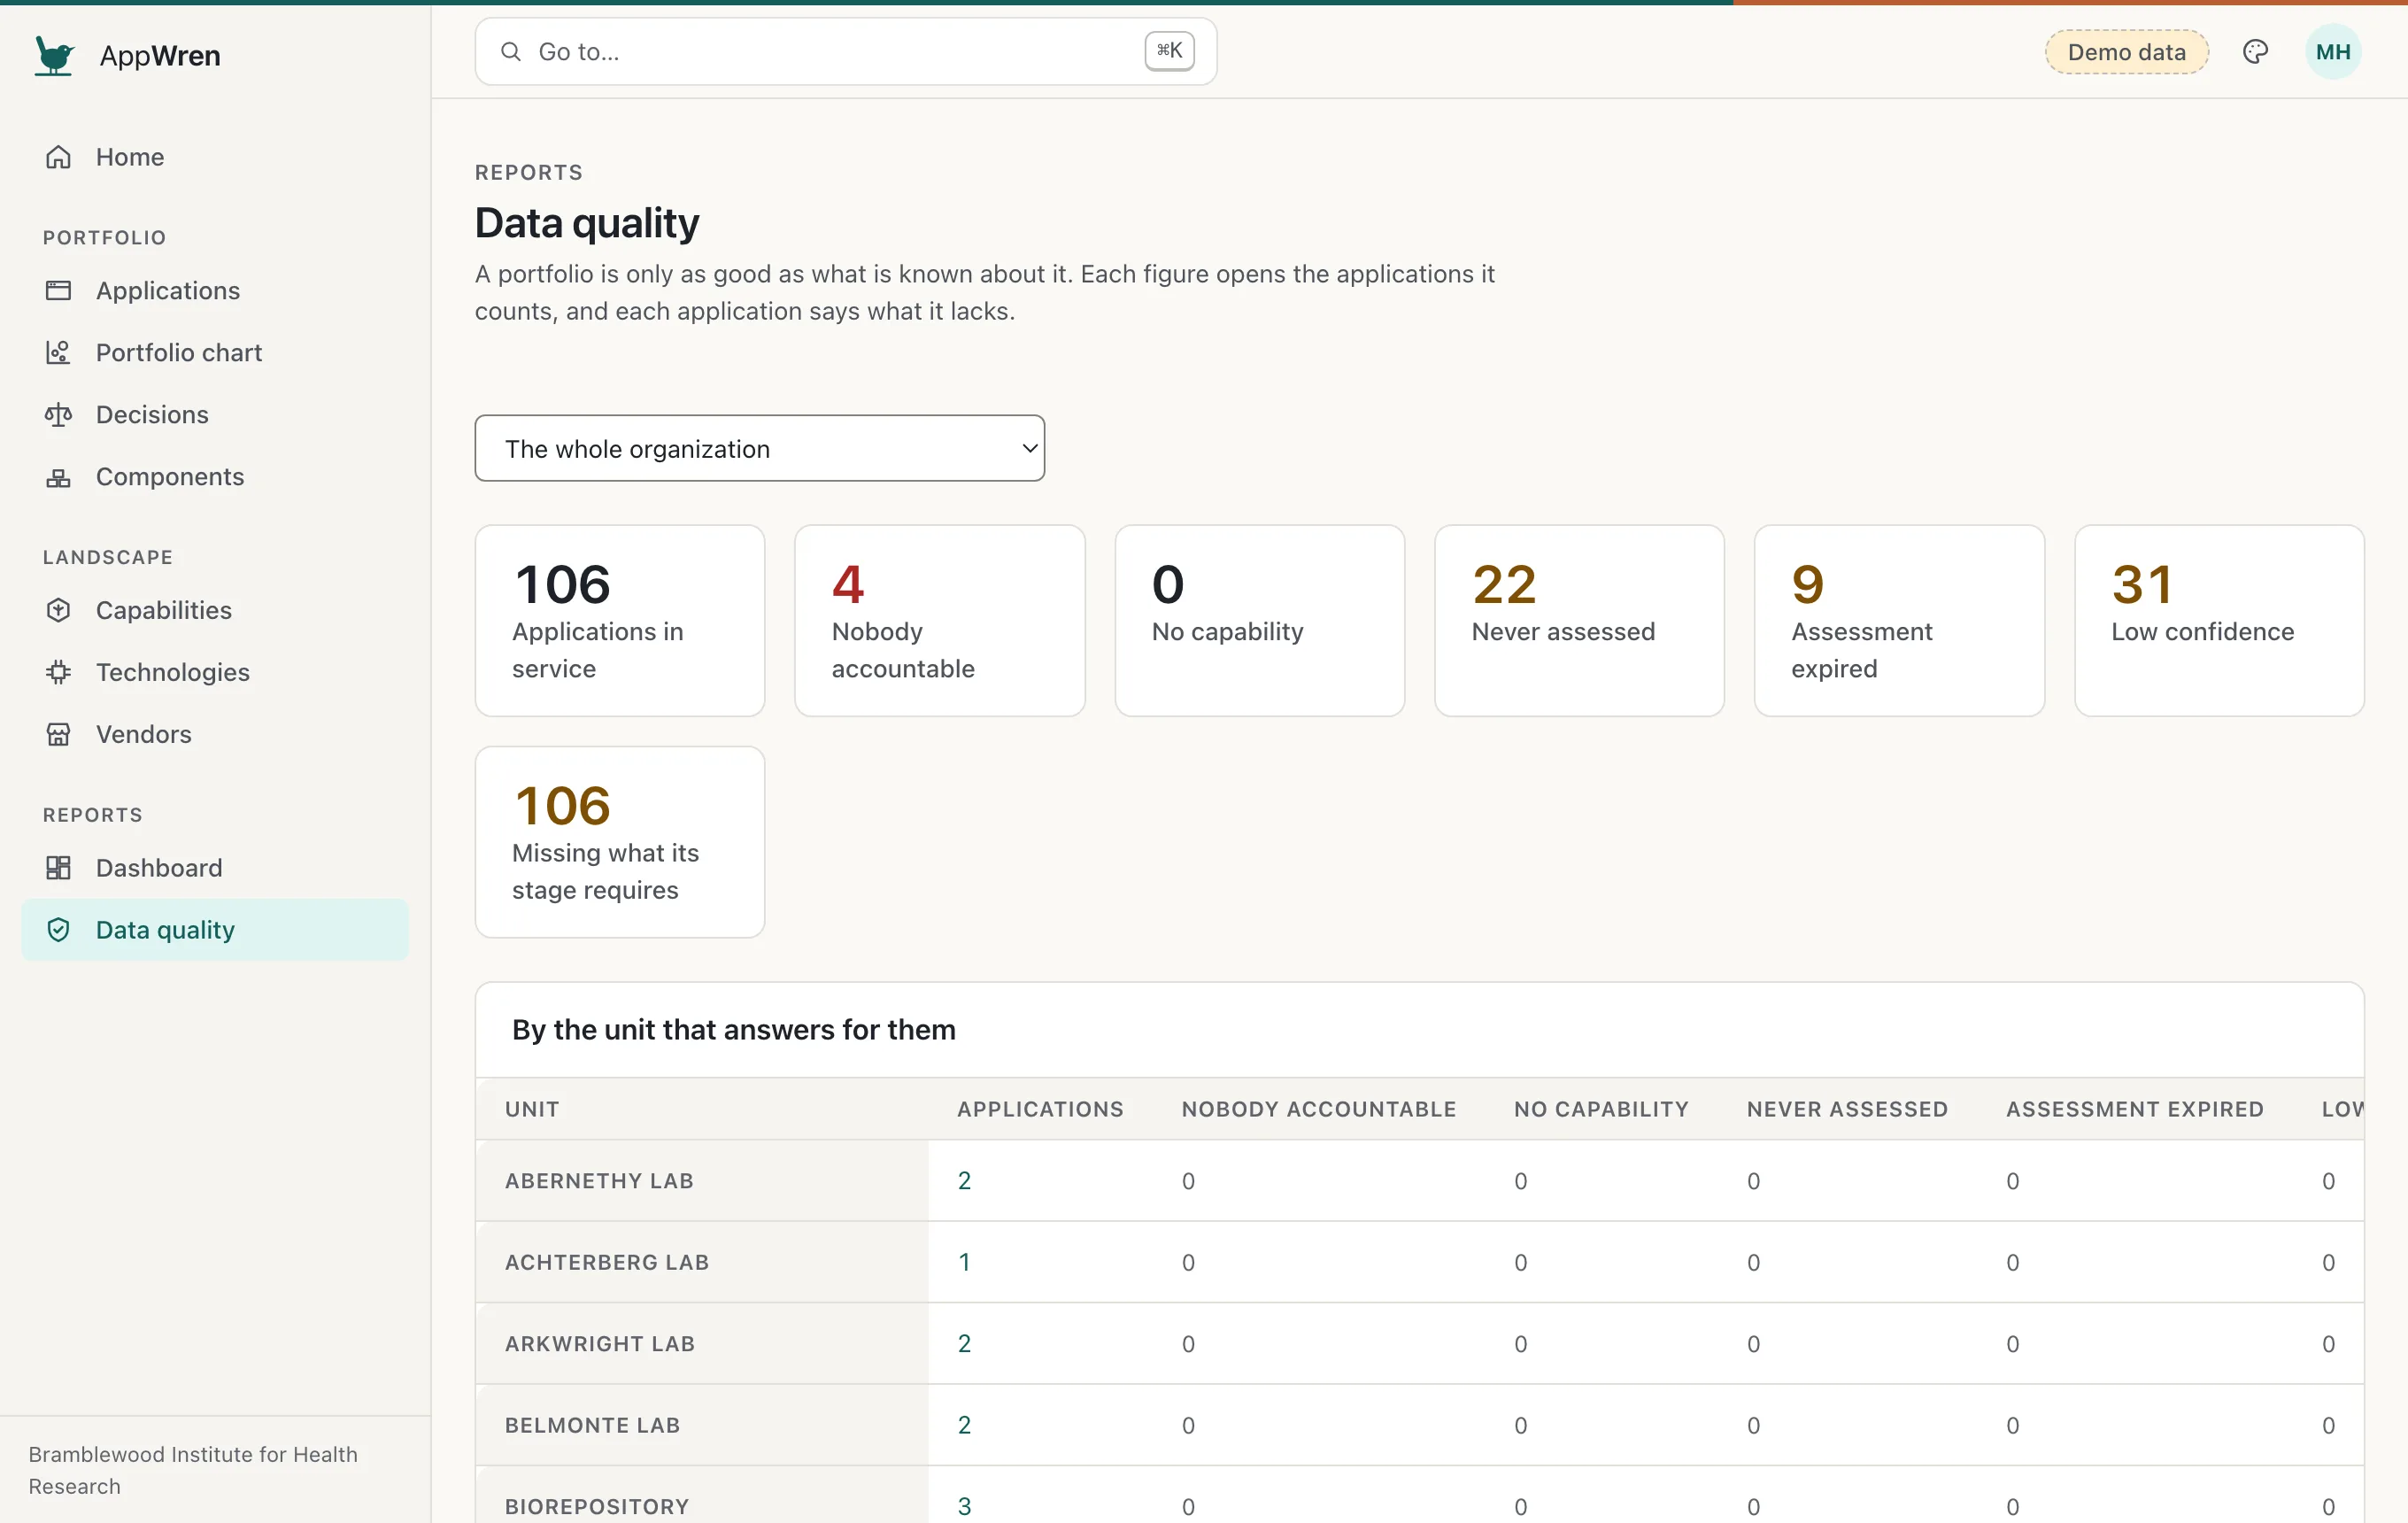 AppWren
Go to...
⌘K
Demo data
MH
Home
PORTFOLIO
Applications
Portfolio chart
Decisions
Components
LANDSCAPE
Capabilities
Technologies
Vendors
REPORTS
Dashboard
Data quality
Bramblewood Institute for Health
Research
REPORTS
Data quality
A portfolio is only as good as what is known about it. Each figure opens the applications it
counts, and each application says what it lacks.
The whole organization
106
Applications in
service
4
Nobody
accountable
0
No capability
22
Never assessed
9
Assessment
expired
31
Low confidence
106
Missing what its
stage requires
By the unit that answers for them
UNIT APPLICATIONS NOBODY ACCOUNTABLE NO CAPABILITY NEVER ASSESSED ASSESSMENT EXPIRED LOW
ABERNETHY LAB 2 0 0 0 0 0
ACHTERBERG LAB 1 0 0 0 0 0
ARKWRIGHT LAB 2 0 0 0 0 0
BELMONTE LAB 2 0 0 0 0 0
BIOREPOSITORY 3 0 0 0 0 0